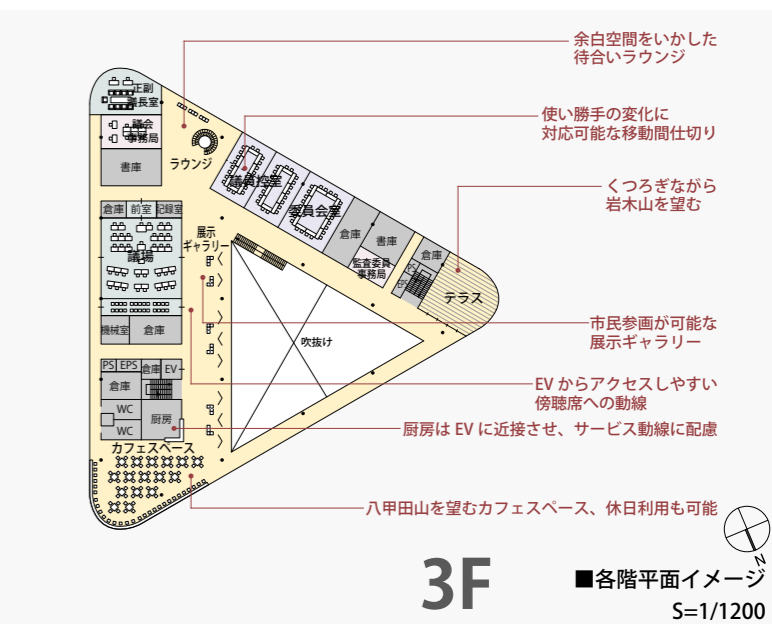 余白空間をいかした
待合いラウンジ
使い勝手の変化に
対応可能な移動間仕切り
くつろぎながら
岩木山を望む
市民参画が可能な
展示ギャラリー
EV からアクセスしやすい
傍聴席への動線
厨房は EV に近接させ、サービス動線に配慮
八甲田山を望むカフェスペース、休日利用も可能
正副
議長室
議会
事務局
書庫
ラウンジ
議員控室
委員会室
倉庫
書庫
監査委員
事務局
倉庫
PS
EPS
テラス
倉庫
前室
記録室
議場
展示
ギャラリー
機械室
倉庫
吹抜け
PS
EPS
倉庫
EV
倉庫
WC
WC
厨房
カフェスペース
N
3F
■各階平面イメージ
S=1/1200